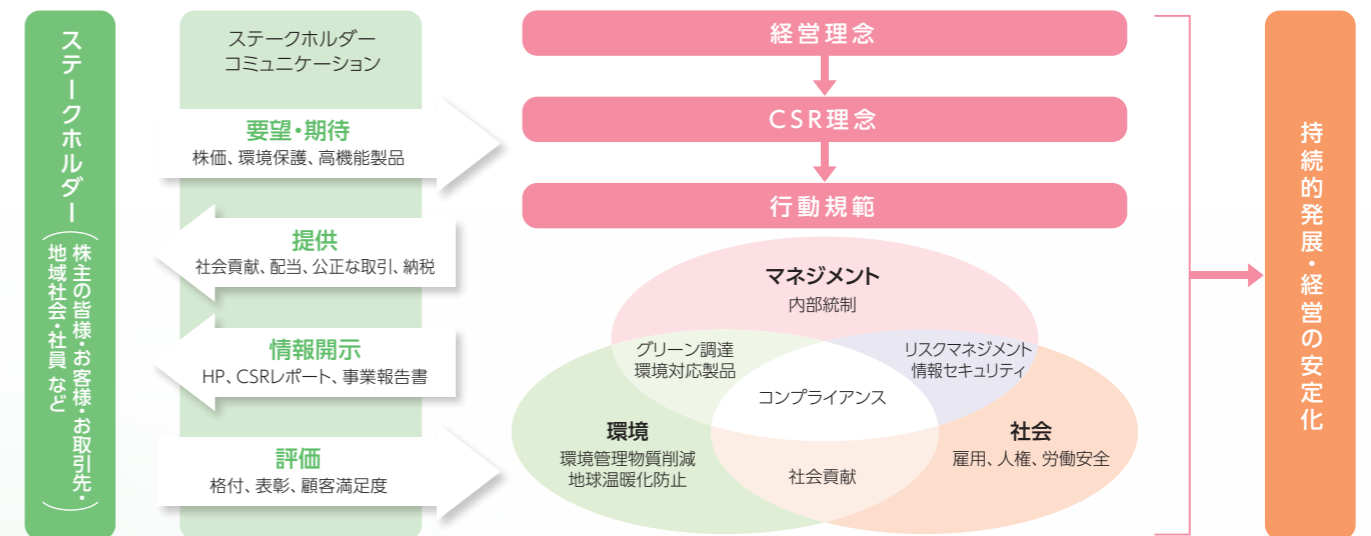 ステークホルダー
（株主の皆様・お客様・お取引先・
地域社会・社員 など）
ステークホルダー
コミュニケーション
要望・期待
株価、環境保護、高機能製品
提供
社会貢献、配当、公正な取引、納税
情報開示
HP、CSRレポート、事業報告書
評価
格付、表彰、顧客満足度
経営理念
CSR理念
行動規範
マネジメント
内部統制
グリーン調達
環境対応製品
リスクマネジメント
情報セキュリティ
コンプライアンス
環境
環境管理物質削減
地球温暖化防止
社会貢献
社会
雇用、人権、労働安全
持続的発展・経営の安定化